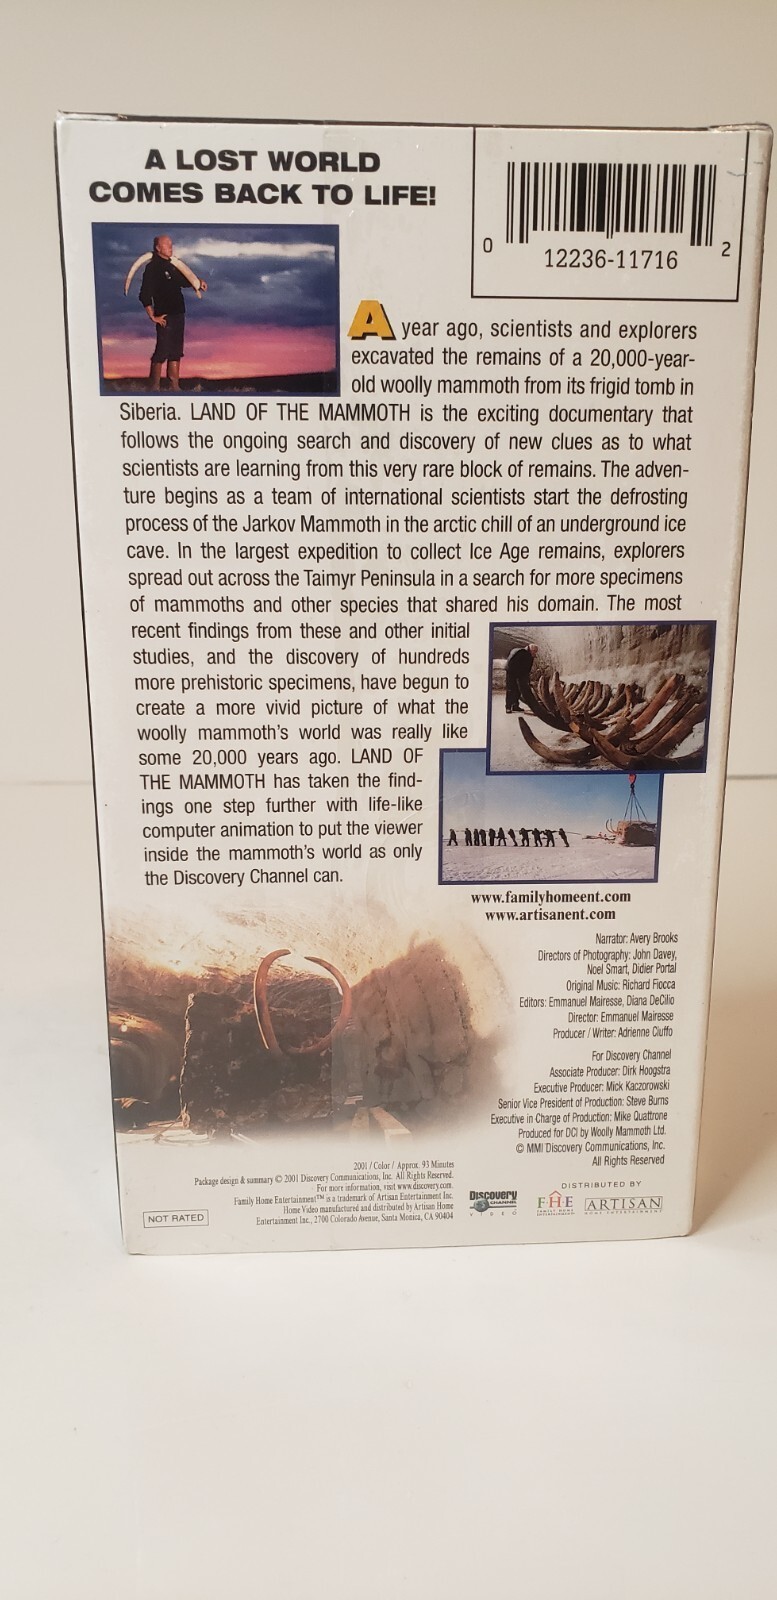 A LOST WORLD
COMES BACK TO LIFE!
0
12236-11716
2
A year ago, scientists and explorers
excavated the remains of a 20,000-year-
old woolly mammoth from its frigid tomb in
Siberia. LAND OF THE MAMMOTH is the exciting documentary that
follows the ongoing search and discovery of new clues as to what
scientists are learning from this very rare block of remains. The adven-
ture begins as a team of international scientists start the defrosting
process of the Jarkov Mammoth in the arctic chill of an underground ice
cave. In the largest expedition to collect Ice Age remains, explorers
spread out across the Taimyr Peninsula in a search for more specimens
of mammoths and other species that shared his domain. The most
recent findings from these and other initial
studies, and the discovery of hundreds
more prehistoric specimens, have begun to
create a more vivid picture of what the
woolly mammoth's world was really like
some 20,000 years ago. LAND OF
THE MAMMOTH has taken the find-
ings one step further with life-like
computer animation to put the viewer
inside the mammoth's world as only
the Discovery Channel can.
www.familyhomeent.com
www.artisanent.com
Narrator: Avery Brooks
Directors of Photography: John Davey,
Noel Smart, Didier Portal
Original Music: Richard Fiocca
Editors: Emmanuel Mairesse, Diana DeCilio
Director: Emmanuel Mairesse
Producer / Writer: Adrienne Ciuffo
For Discovery Channel
Associate Producer: Dirk Hoogstra
Executive Producer: Mick Kaczorowski
Senior Vice President of Production: Steve Burns
Executive in Charge of Production: Mike Quattrone
Produced for DCI by Woolly Mammoth Ltd.
© MMI Discovery Communications, Inc.
All Rights Reserved
2001 / Color / Approx. 93 Minutes
Package design & summary © 2001 Discovery Communications, Inc. All Rights Reserved.
For more information, visit www.discovery.com.
Family Home Entertainment™ is a trademark of Artisan Entertainment Inc.
Home Video manufactured and distributed by Artisan Home
Entertainment Inc., 2700 Colorado Avenue, Santa Monica, CA 90404
NOT RATED
Discovery
CHANNEL
VIDEO
DISTRIBUTED BY
FHE
FAMILY HOME
ENTERTAINMENT
ARTISAN
HOME ENTERTAINMENT